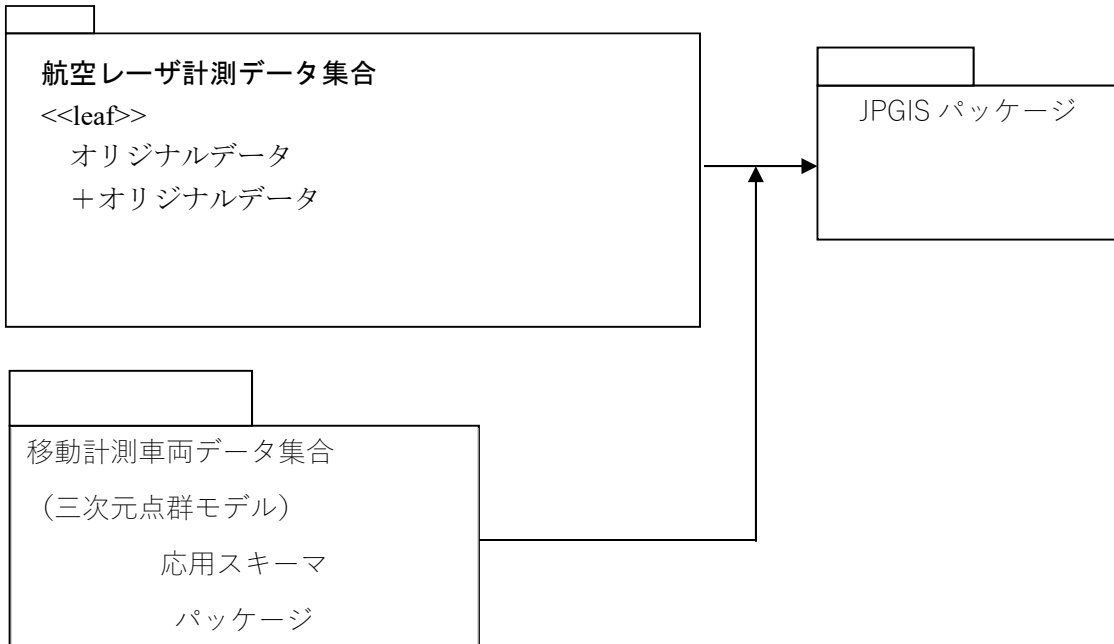 航空レーザ計測データ集合
<<leaf>>
オリジナルデータ
＋オリジナルデータ
JPGIS パッケージ
移動計測車両データ集合
（三次元点群モデル）
応用スキーマ
パッケージ